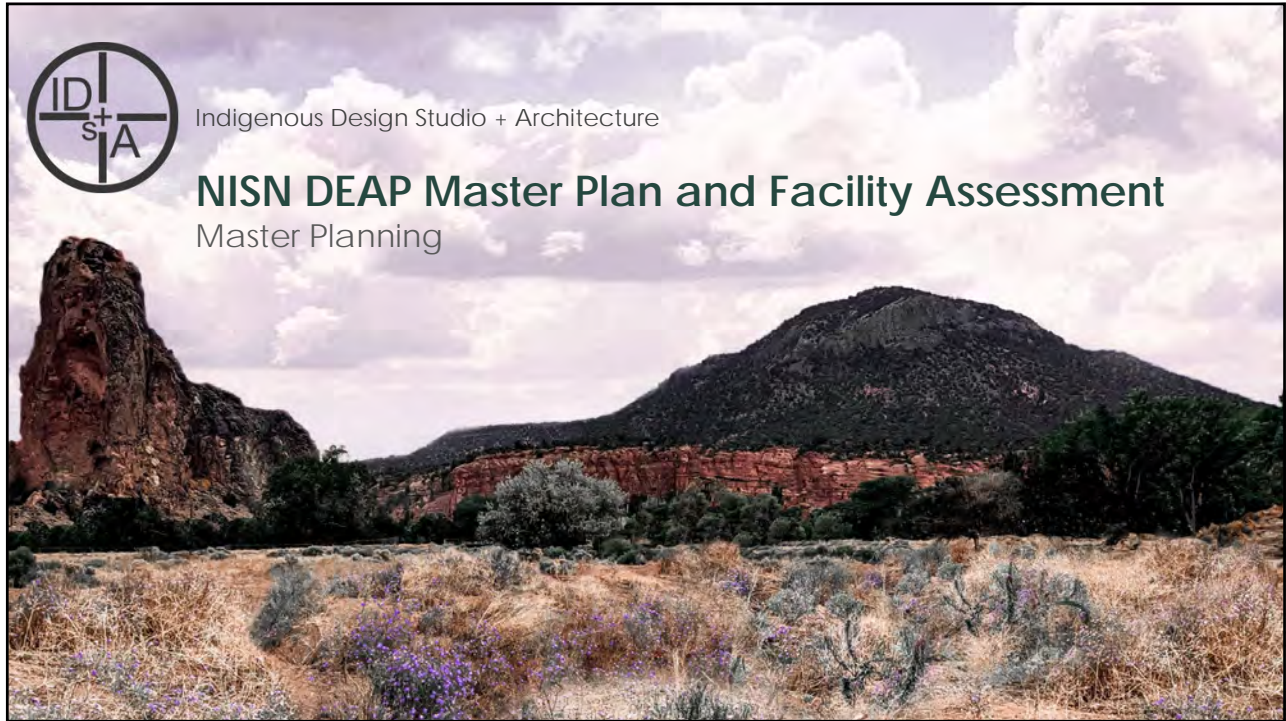 ID
S+A
Indigenous Design Studio + Architecture
NISN DEAP Master Plan and Facility Assessment
Master Planning